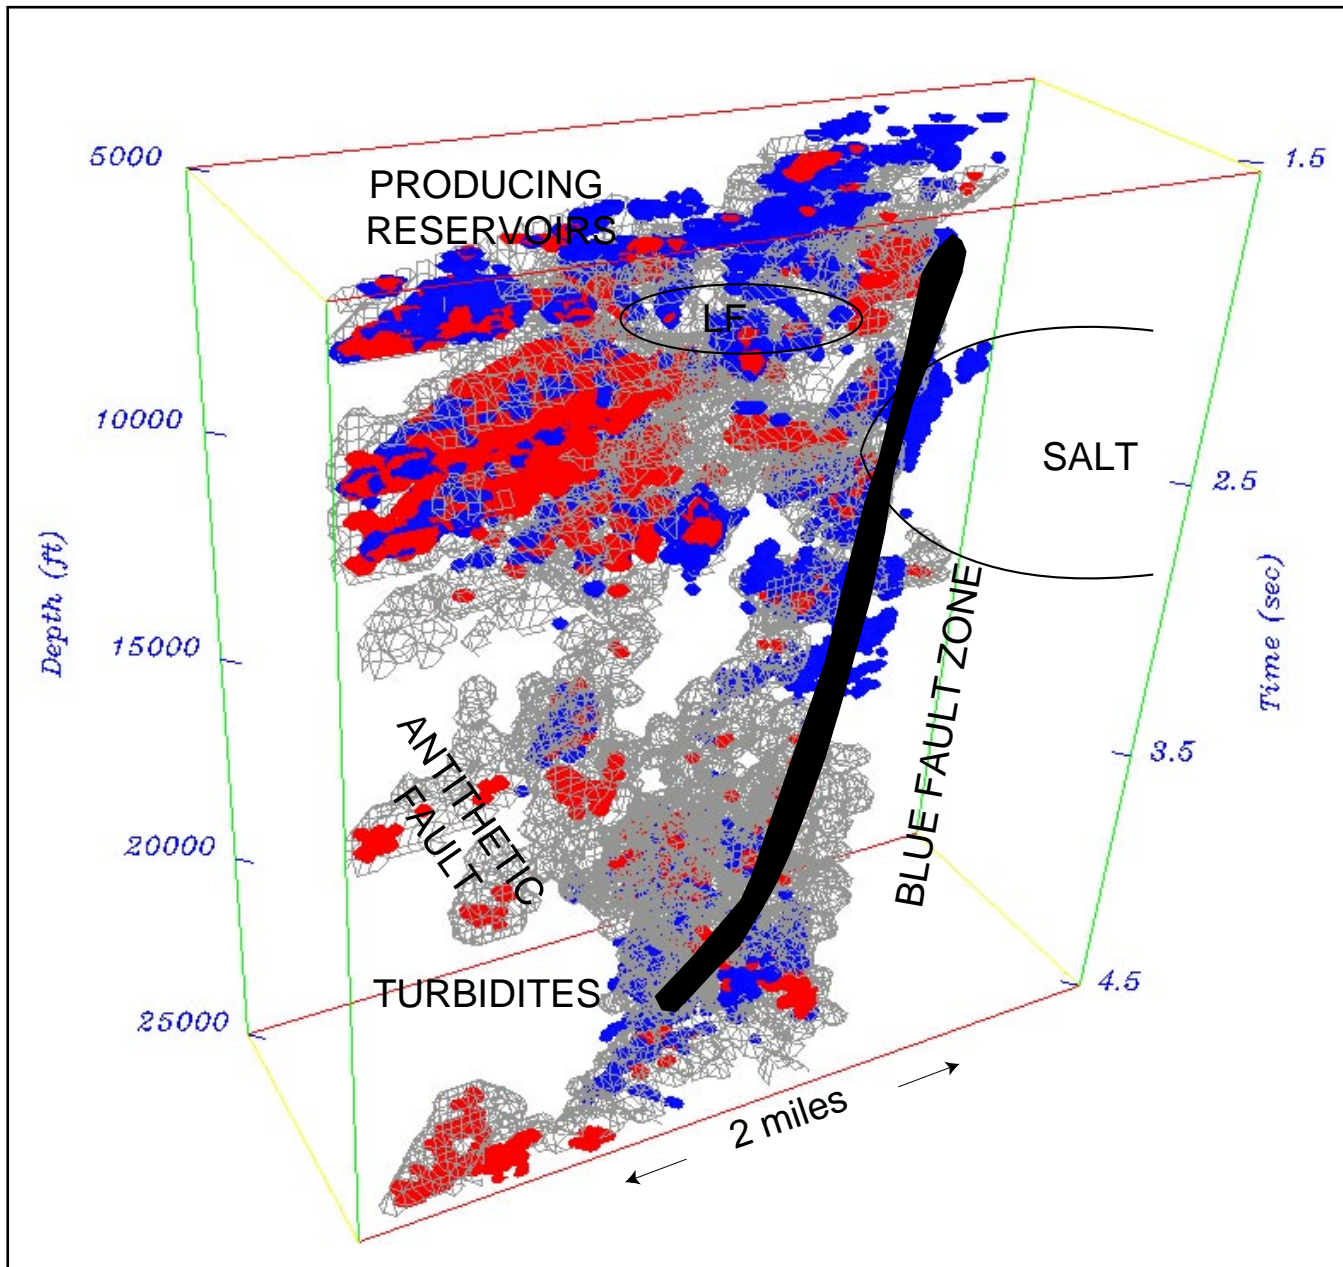 5000
1.5
PRODUCING
RESERVOIRS
LF
10000
SALT
2.5
Depth (ft)
15000
Time (sec)
BLUE FAULT ZONE
3.5
ANTITHETIC
FAULT
20000
TURBIDITES
4.5
25000
2 miles